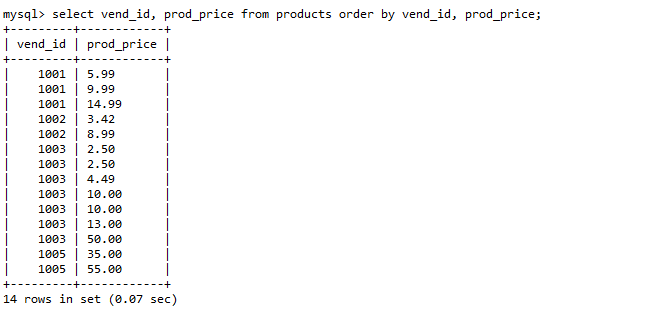 mysql> select vend_id, prod_price from products order by vend_id, prod_price;
+---------+------------+
| vend_id | prod_price |
+---------+------------+
|    1001 | 5.99       |
|    1001 | 9.99       |
|    1001 | 14.99      |
|    1002 | 3.42       |
|    1002 | 8.99       |
|    1003 | 2.50       |
|    1003 | 2.50       |
|    1003 | 4.49       |
|    1003 | 10.00      |
|    1003 | 10.00      |
|    1003 | 13.00      |
|    1003 | 50.00      |
|    1005 | 35.00      |
|    1005 | 55.00      |
+---------+------------+
14 rows in set (0.07 sec)